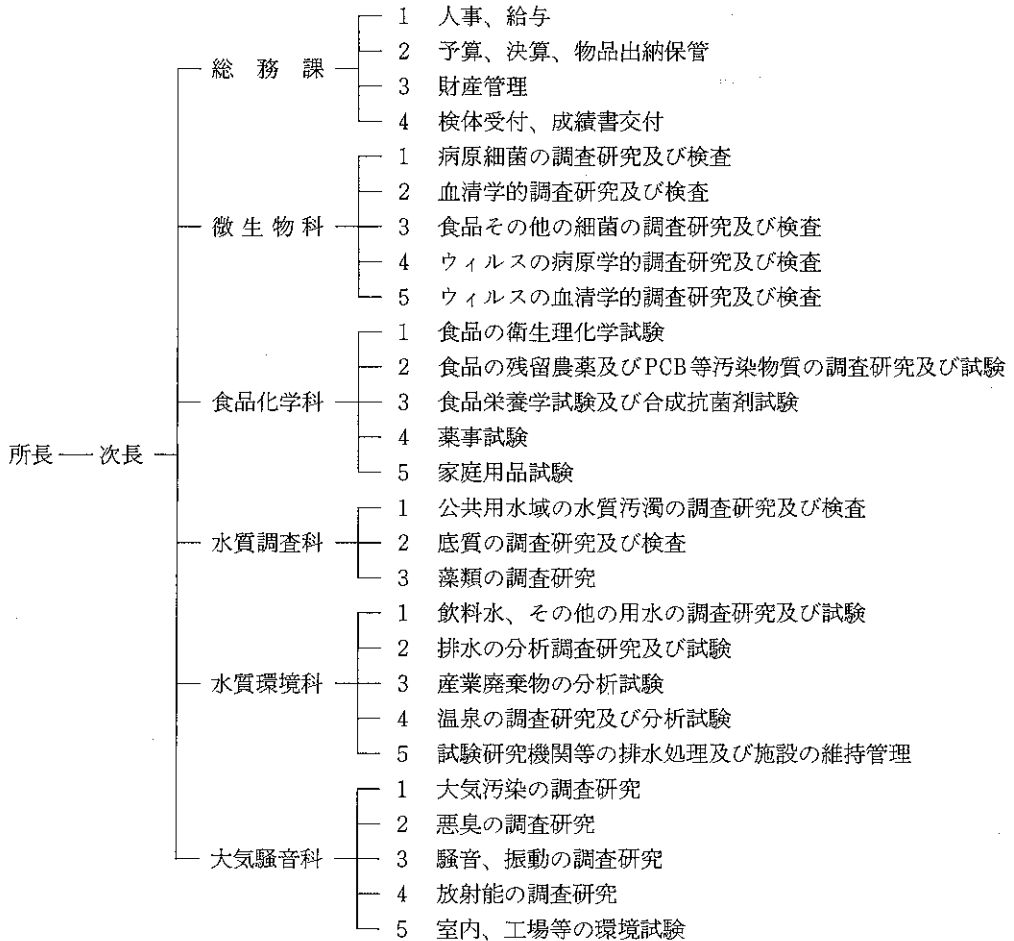 1 人事、給与
2 予算、決算、物品出納保管
総務課
3 財産管理
4 検体受付、成績書交付
1 病原細菌の調査研究及び検査
2 血清学的調査研究及び検査
微生物科
3 食品その他の細菌の調査研究及び検査
4 ウィルスの病原学的調査研究及び検査
5 ウィルスの血清学的調査研究及び検査
1 食品の衛生理化学試験
2 食品の残留農薬及びPCB等汚染物質の調査研究及び試験
食品化学科
3 食品栄養学試験及び合成抗菌剤試験
4 薬事試験
所長 次長
5 家庭用品試験
1 公共用水域の水質汚濁の調査研究及び検査
水質調査科
2 底質の調査研究及び検査
3 藻類の調査研究
1 飲料水、その他の用水の調査研究及び試験
2 排水の分析調査研究及び試験
水質環境科
3 産業廃棄物の分析試験
4 温泉の調査研究及び分析試験
5 試験研究機関等の排水処理及び施設の維持管理
1 大気汚染の調査研究
2 悪臭の調査研究
大気騒音科
3 騒音、振動の調査研究
4 放射能の調査研究
5 室内、工場等の環境試験